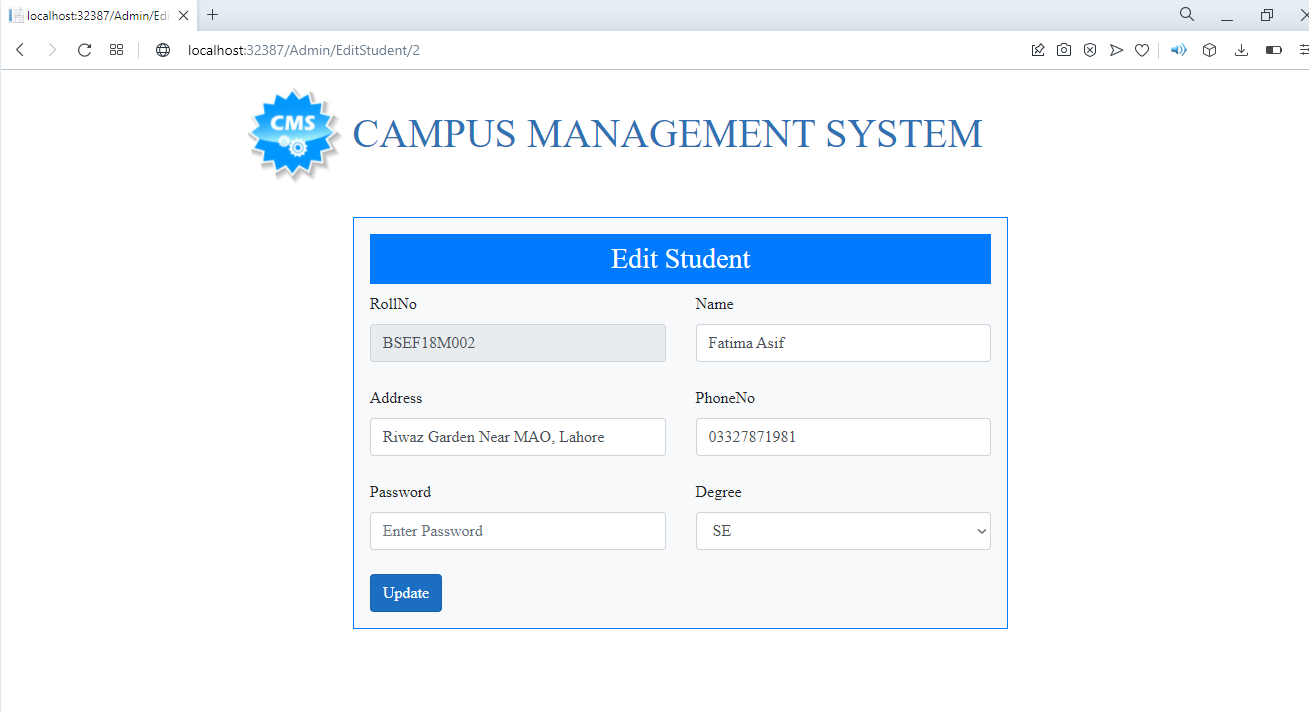 localhost:32387/Admin/Edi
localhost:32387/Admin/EditStudent/2
CMS
CAMPUS MANAGEMENT SYSTEM
Edit Student
RollNo Name
BSEF18M002 Fatima Asif
Address PhoneNo
Riwaz Garden Near MAO, Lahore 03327871981
Password Degree
Enter Password SE
Update